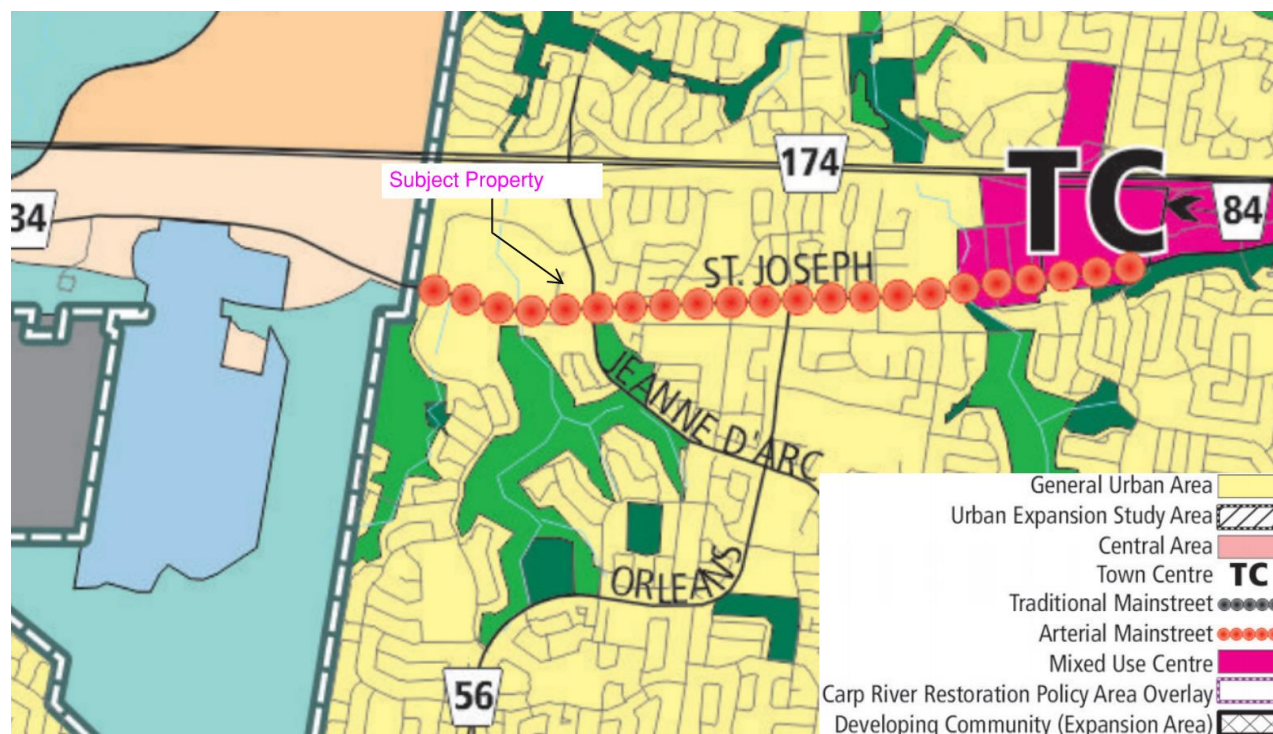 174
Subject Property
TC
34
84
ST. JOSEPH
JEANNE D'ARC
ORLEANS
56
General Urban Area
Urban Expansion Study Area
Central Area
Town Centre TC
Traditional Mainstreet
Arterial Mainstreet
Mixed Use Centre
Carp River Restoration Policy Area Overlay
Developing Community (Expansion Area)